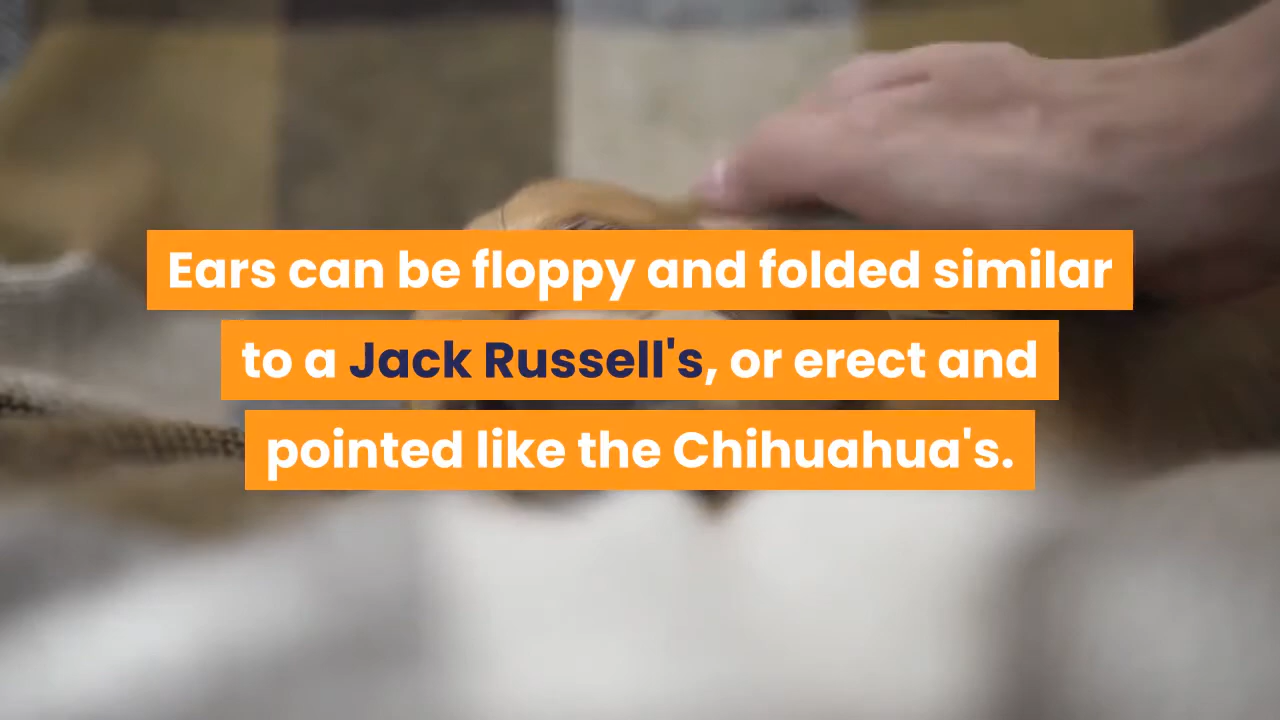 Ears can be floppy and folded similar
to a Jack Russell's, or erect and
pointed like the Chihuahua's.